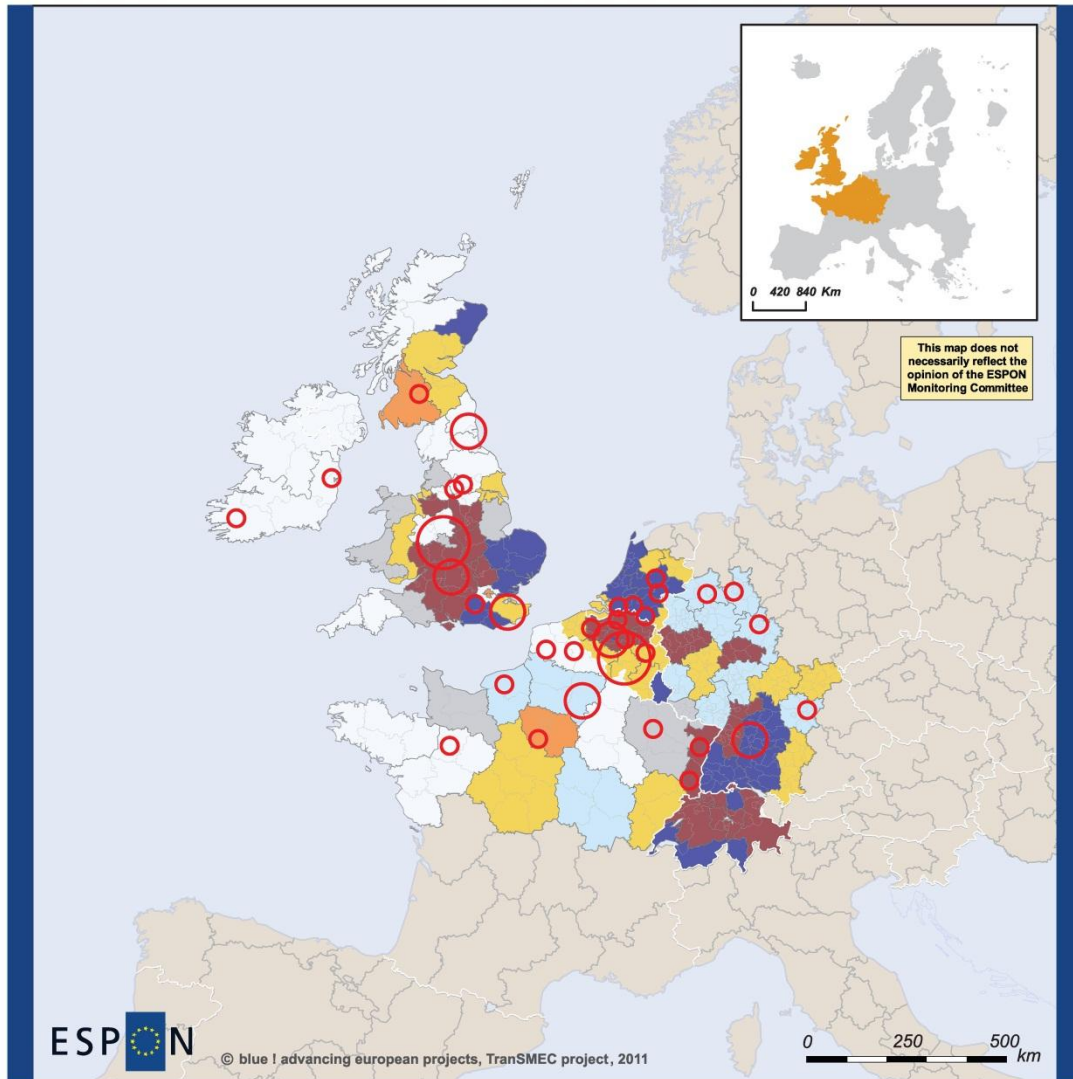 0 420 840 Km
This map does not
necessarily reflect the
opinion of the ESPON
Monitoring Committee
ESPON
© blue ! advancing european projects, TranSMEC project, 2011
0 250 500
km